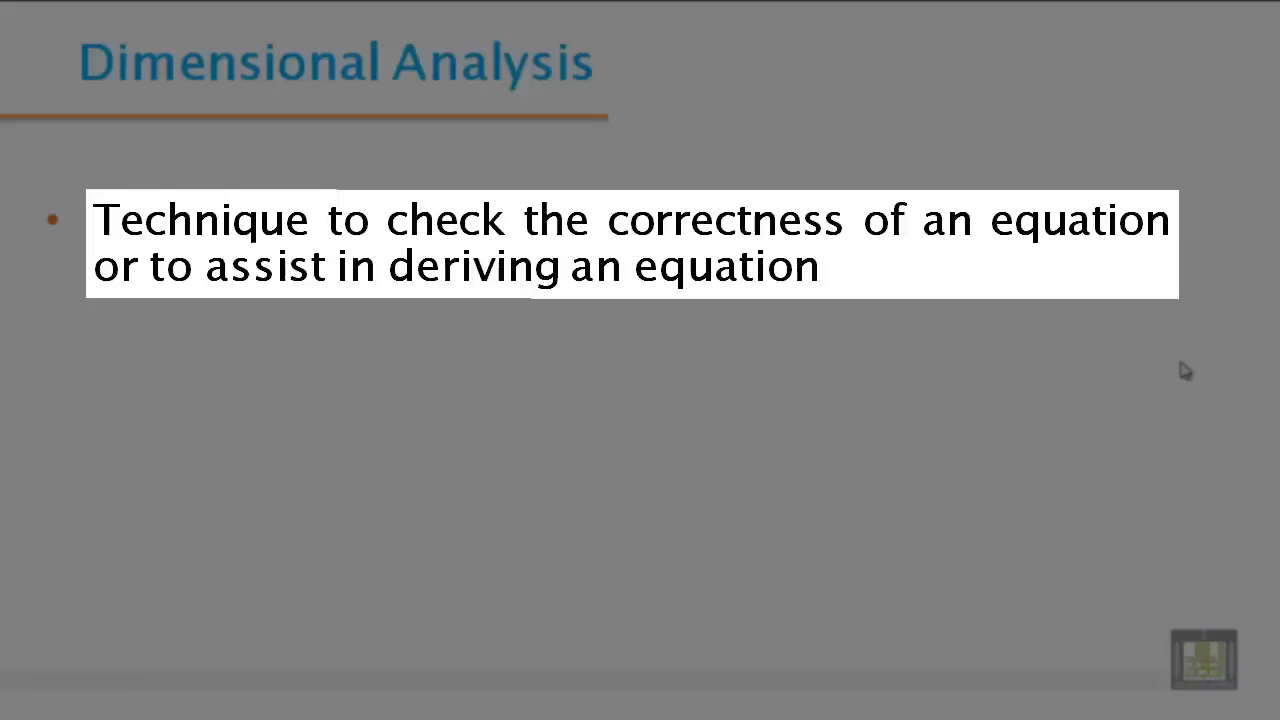 Dimensional Analysis
• Technique to check the correctness of an equation
or to assist in deriving an equation